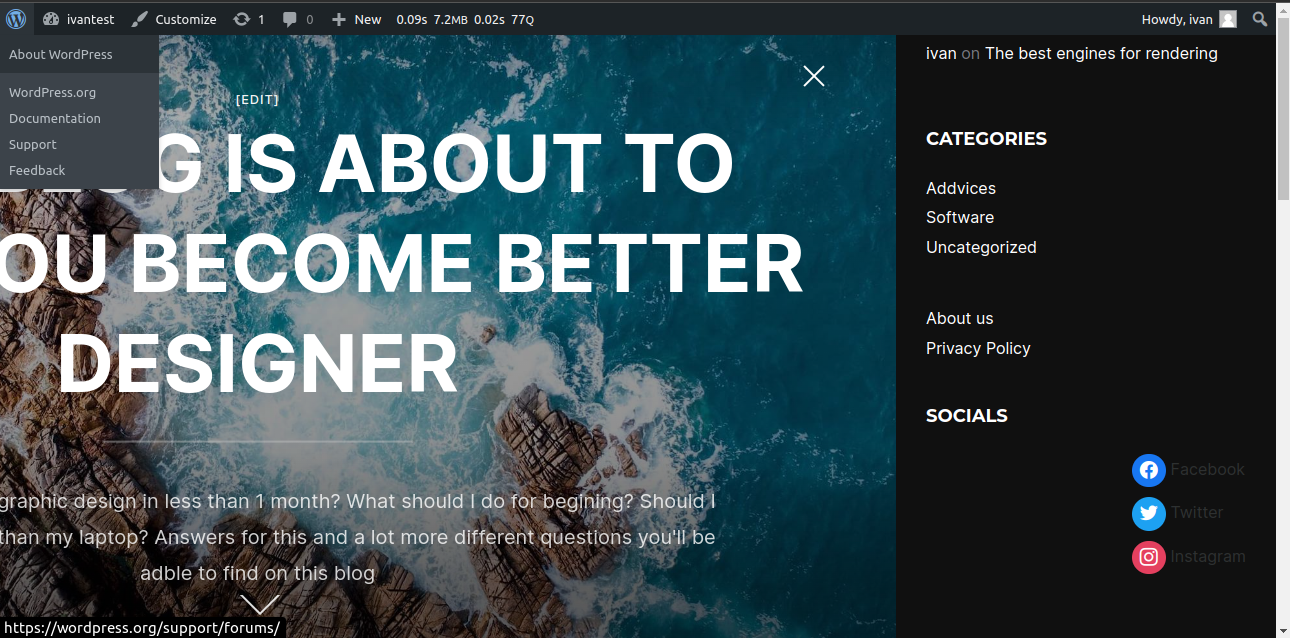 ivantest Customize 1 0 New 0.09s 7.2MB 0.02s 77Q Howdy, ivan
About WordPress
WordPress.org
Documentation
Support
Feedback
[EDIT]
G IS ABOUT TO
OU BECOME BETTER
DESIGNER
graphic design in less than 1 month? What should I do for begining? Should I
than my laptop? Answers for this and a lot more different questions you'll be
adble to find on this blog
https://wordpress.org/support/forums/
ivan on The best engines for rendering
CATEGORIES
Addvices
Software
Uncategorized
About us
Privacy Policy
SOCIALS
Facebook
Twitter
Instagram